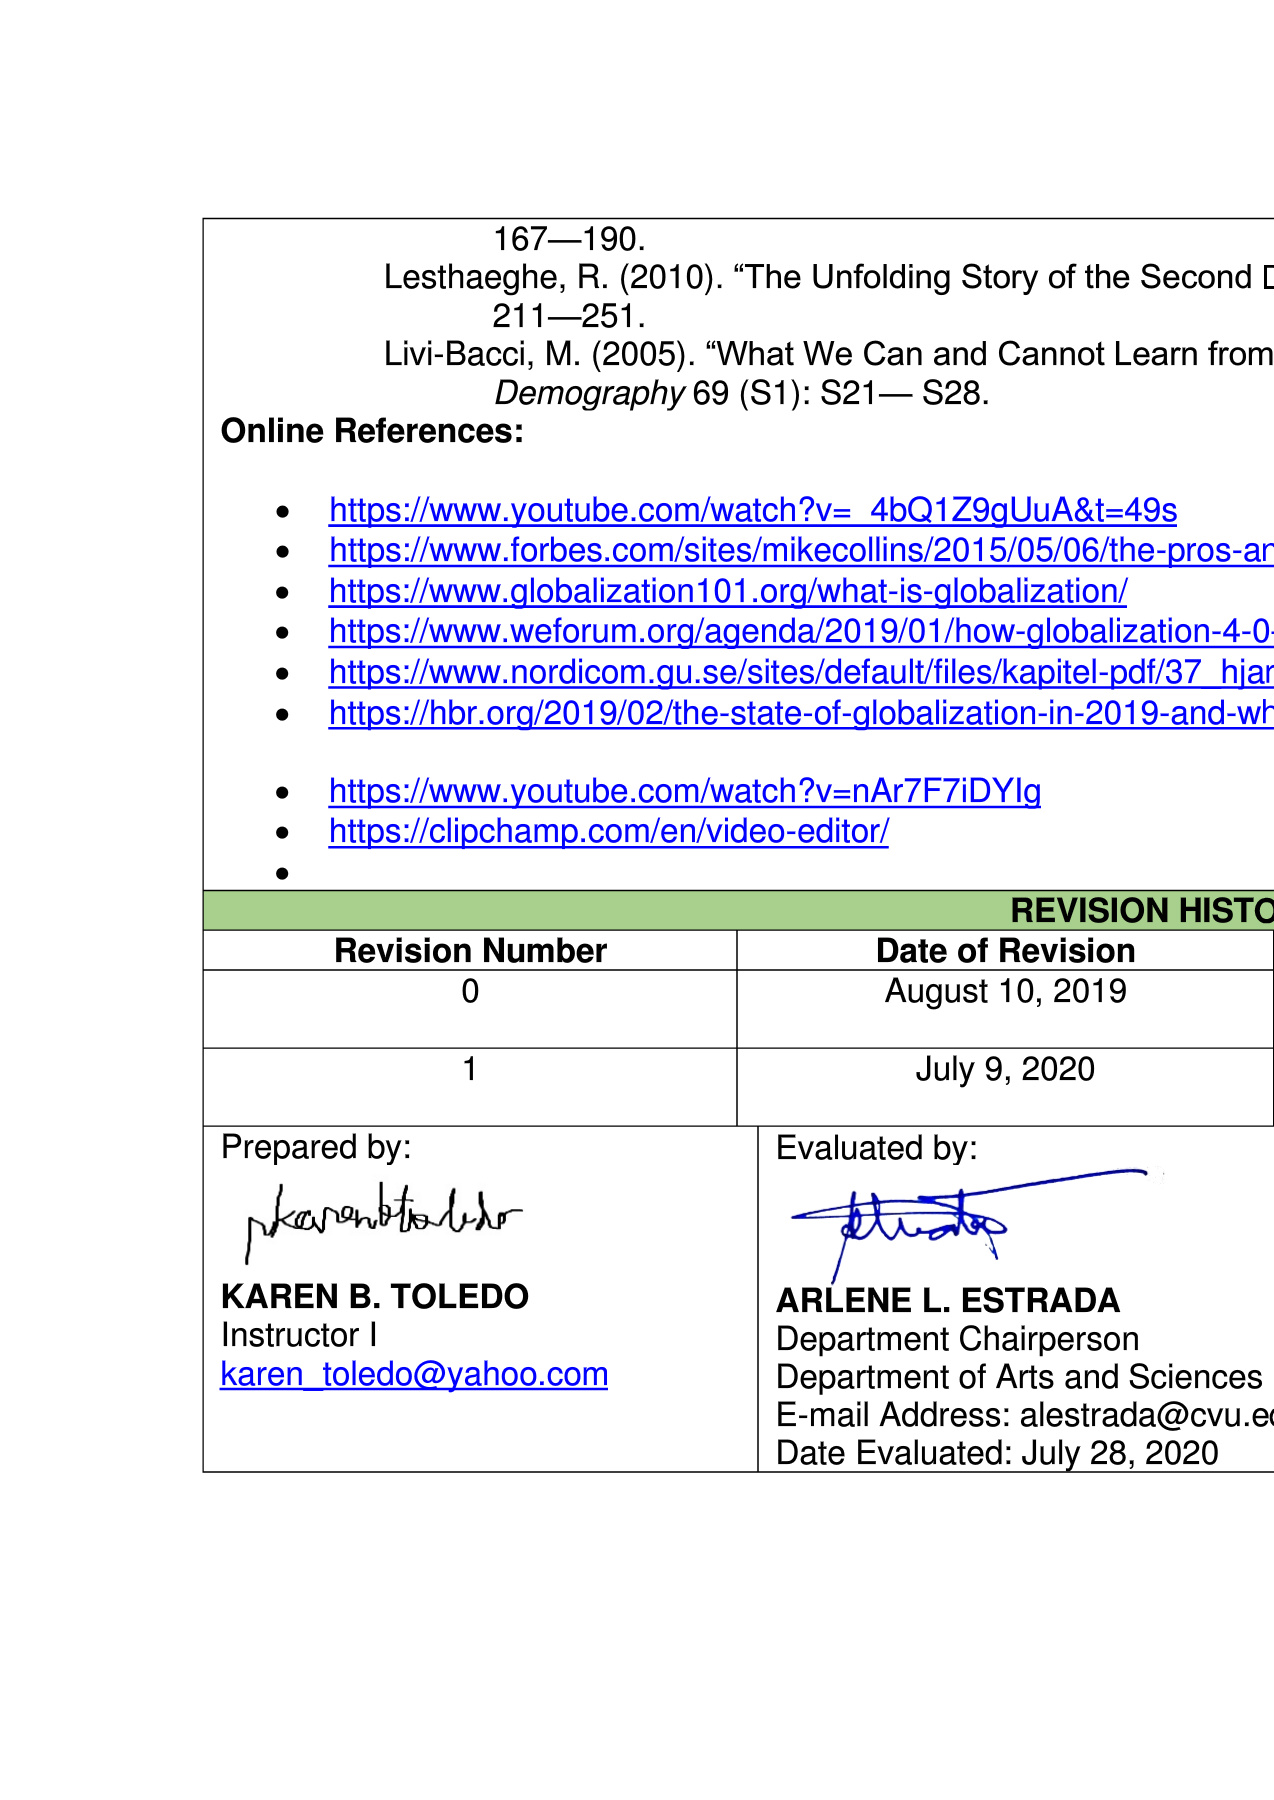 167—190.
Lesthaeghe, R. (2010). “The Unfolding Story of the Second
211—251.
Livi-Bacci, M. (2005). “What We Can and Cannot Learn from
Demography 69 (S1): S21— S28.
Online References:
• https://www.youtube.com/watch?v=_4bQ1Z9gUuA&t=49s
• https://www.forbes.com/sites/mikecollins/2015/05/06/the-pros-an
• https://www.globalization101.org/what-is-globalization/
• https://www.weforum.org/agenda/2019/01/how-globalization-4-0-
• https://www.nordicom.gu.se/sites/default/files/kapitel-pdf/37_hjar
• https://hbr.org/2019/02/the-state-of-globalization-in-2019-and-wh
• https://www.youtube.com/watch?v=nAr7F7iDYIg
• https://clipchamp.com/en/video-editor/
•
REVISION HISTO
Revision Number Date of Revision
0 August 10, 2019
1 July 9, 2020
Prepared by:
KAREN B. TOLEDO
Instructor I
karen_toledo@yahoo.com
Evaluated by:
ARLENE L. ESTRADA
Department Chairperson
Department of Arts and Sciences
E-mail Address: alestrada@cvu.ed
Date Evaluated: July 28, 2020